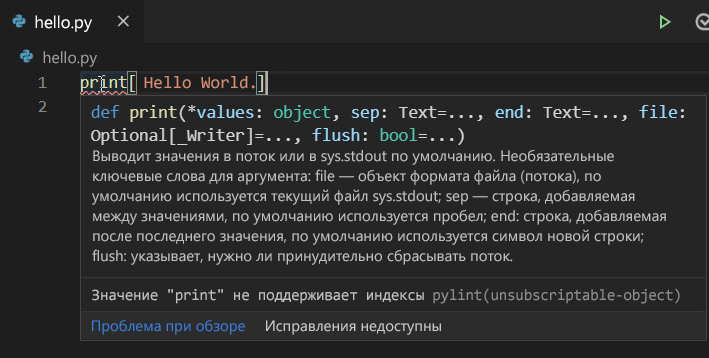 hello.py ×
hello.py
1 print[ Hello World.]
2
def print(*values: object, sep: Text=..., end: Text=..., file:
Optional[_Writer]=..., flush: bool=...)
Выводит значения в поток или в sys.stdout по умолчанию. Необязательные
ключевые слова для аргумента: file — объект формата файла (потока), по
умолчанию используется текущий файл sys.stdout; sep — строка, добавляемая
между значениями, по умолчанию используется пробел; end: строка, добавляемая
после последнего значения, по умолчанию используется символ новой строки;
flush: указывает, нужно ли принудительно сбрасывать поток.
Значение "print" не поддерживает индексы pylint(unsubscriptable-object)
Проблема при обзоре Исправления недоступны